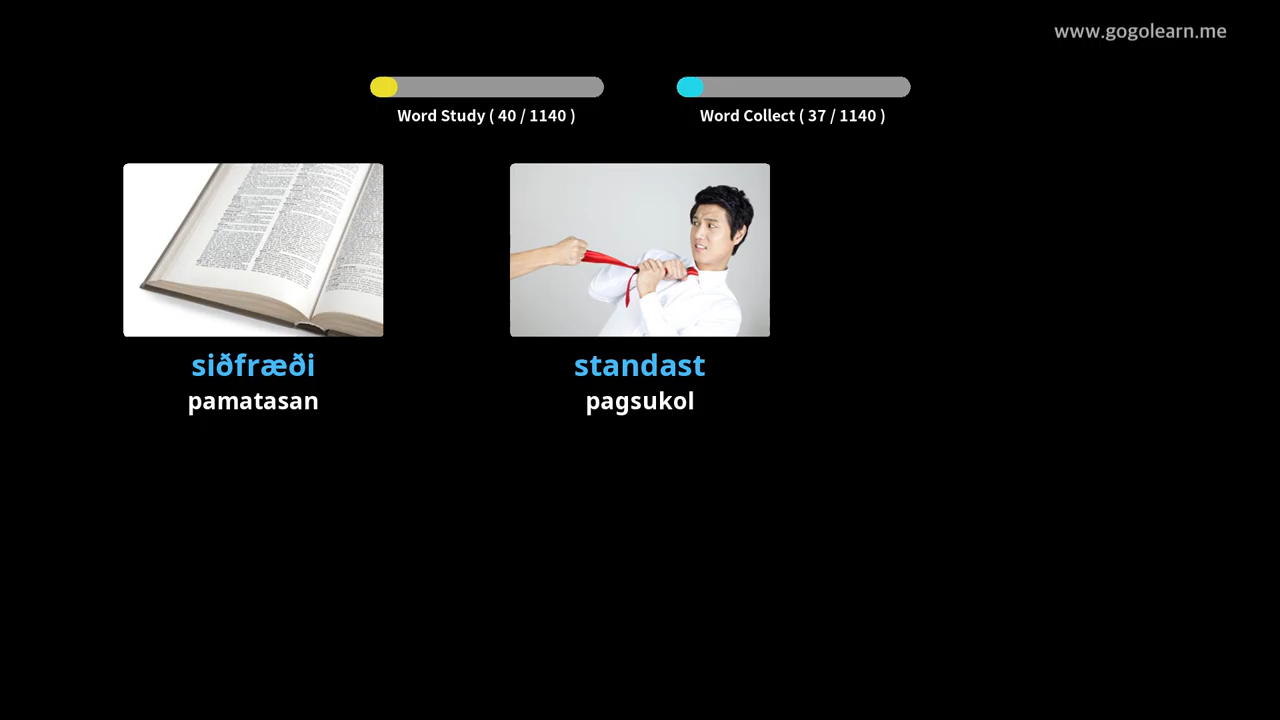 www.gogolearn.me
Word Study ( 40 / 1140 )
Word Collect ( 37 / 1140 )
siðfræði
standast
pamatasan
pagsukol